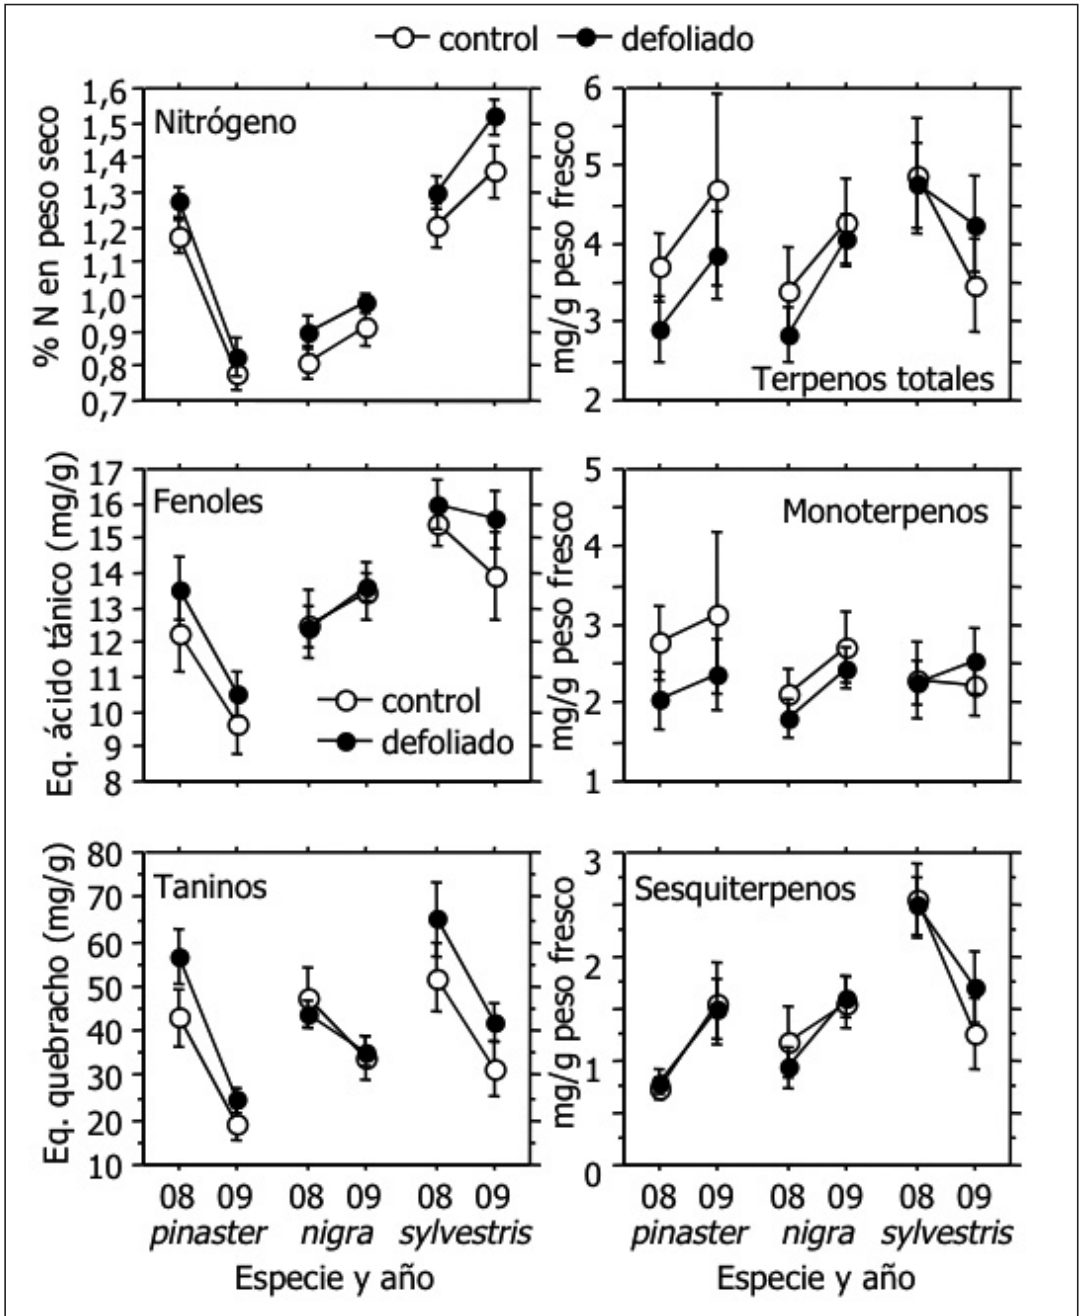 control defoliado
% N en peso seco
1,6
1,5
1,4
1,3
1,2
1,1
1,0
0,9
0,8
0,7
Nitrógeno
mg/g peso fresco
6
5
4
3
2
Terpenos totales
Eq. ácido tánico (mg/g)
17
16
15
14
13
12
11
10
9
8
Fenoles
control
defoliado
mg/g peso fresco
5
4
3
2
1
Monoterpenos
Eq. quebracho (mg/g)
80
70
60
50
40
30
20
10
Taninos
08 09 08 09 08 09
pinaster nigra sylvestris
Especie y año
mg/g peso fresco
3
2
1
0
Sesquiterpenos
08 09 08 09 08 09
pinaster nigra sylvestris
Especie y año